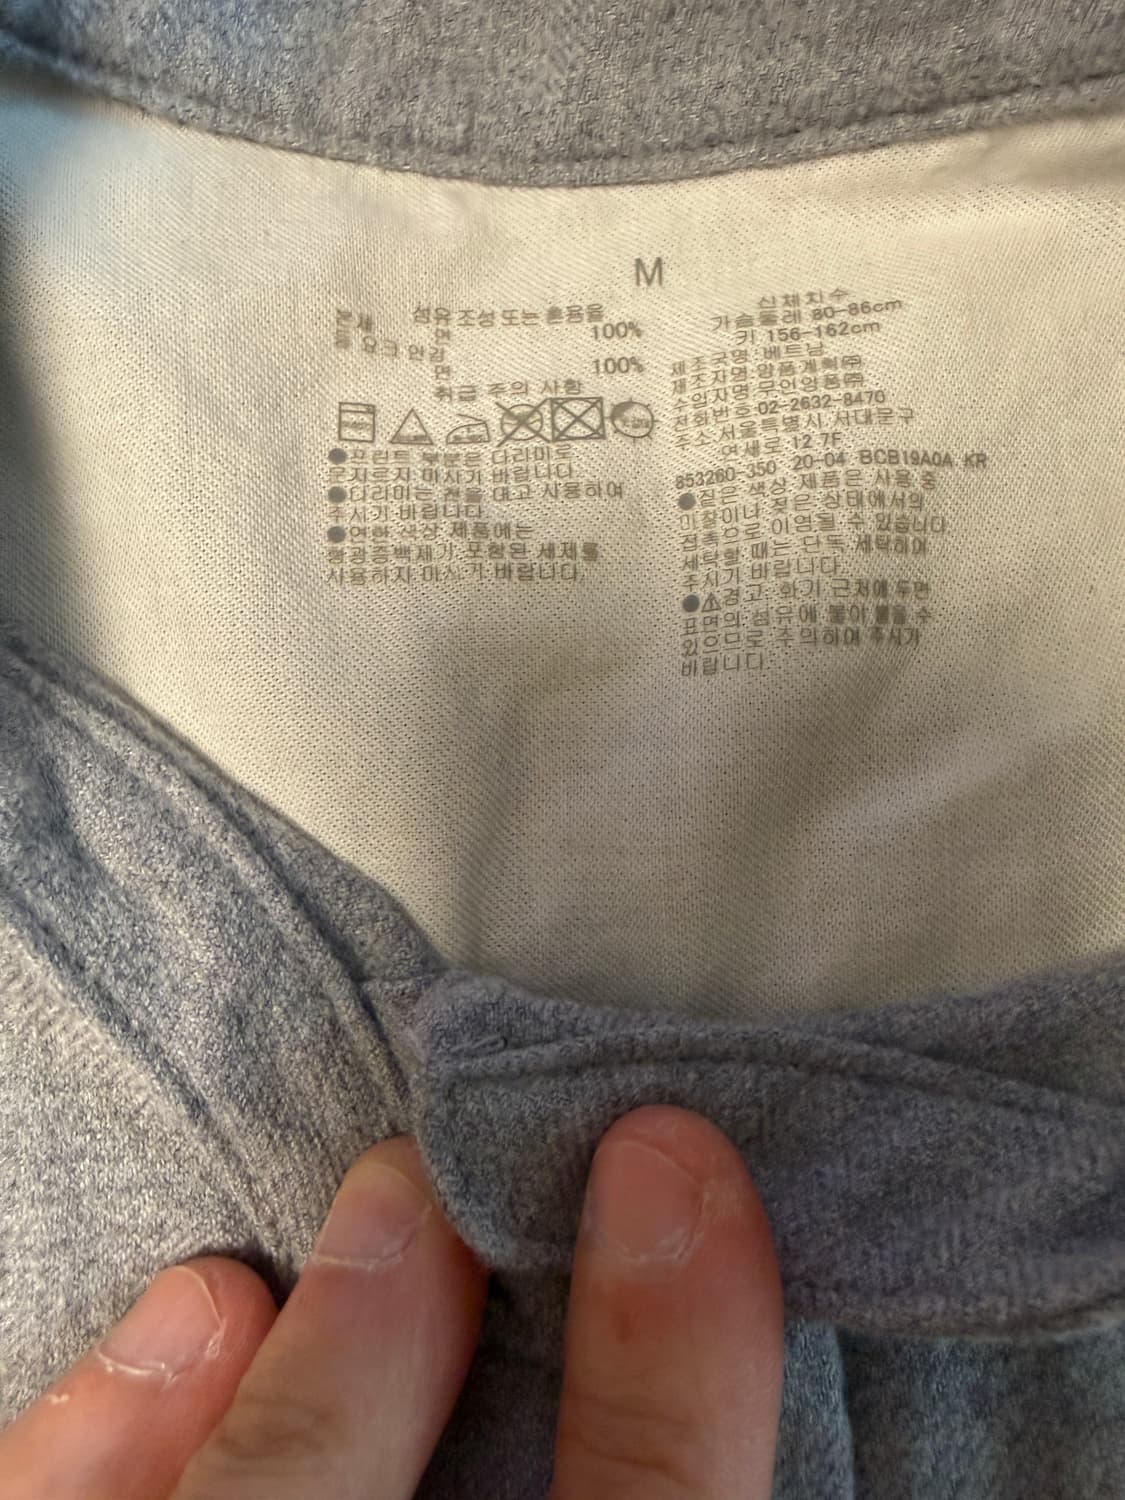 M
섬유 조성 또는 혼용율
본체
면
100%
등 요크 안감
면
100%
취급 주의 사항
●프린트 부분은 다리미로
문지르지 마시기 바랍니다.
●다리미는 천을 대고 사용하여
주시기 바랍니다.
●연한 색상 제품에는
형광증백제가 포함된 세제를
사용하지 마시기 바랍니다.
신체치수
가슴둘레 80-86cm
키 156-162cm
제조국명:베트남
제조자명:양품계획㈜
수입자명:무인양품㈜
전화번호:02-2632-8470
주소:서울특별시 서대문구
연세로 12 7F
853260-350 20-04 BCB19A0A KR
●짙은 색상 제품은 사용 중
마찰이나 젖은 상태에서의
접촉으로 이염될 수 있습니다.
세탁할 때는 단독 세탁하여
주시기 바랍니다.
●⚠경고:화기 근처에 두면
표면의 섬유에 불이 붙을 수
있으므로 주의하여 주시기
바랍니다.